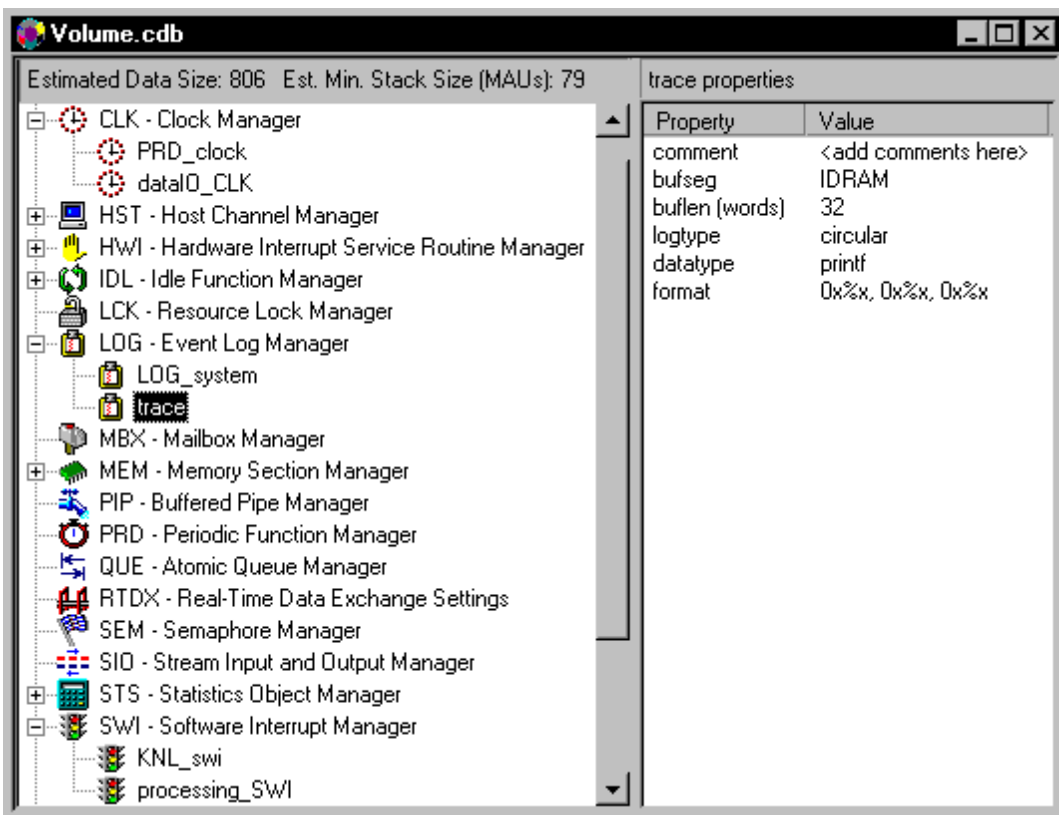 Volume.cdb
Estimated Data Size: 806 Est. Min. Stack Size (MAUs): 79
CLK - Clock Manager
PRD_clock
dataIO_CLK
HST - Host Channel Manager
HWI - Hardware Interrupt Service Routine Manager
IDL - Idle Function Manager
LCK - Resource Lock Manager
LOG - Event Log Manager
LOG_system
trace
MBX - Mailbox Manager
MEM - Memory Section Manager
PIP - Buffered Pipe Manager
PRD - Periodic Function Manager
QUE - Atomic Queue Manager
RTDX - Real-Time Data Exchange Settings
SEM - Semaphore Manager
SIO - Stream Input and Output Manager
STS - Statistics Object Manager
SWI - Software Interrupt Manager
KNL_swi
processing_SWI
trace properties
Property Value
comment <add comments here>
bufseg IDRAM
buflen (words) 32
logtype circular
datatype printf
format 0x%x, 0x%x, 0x%x